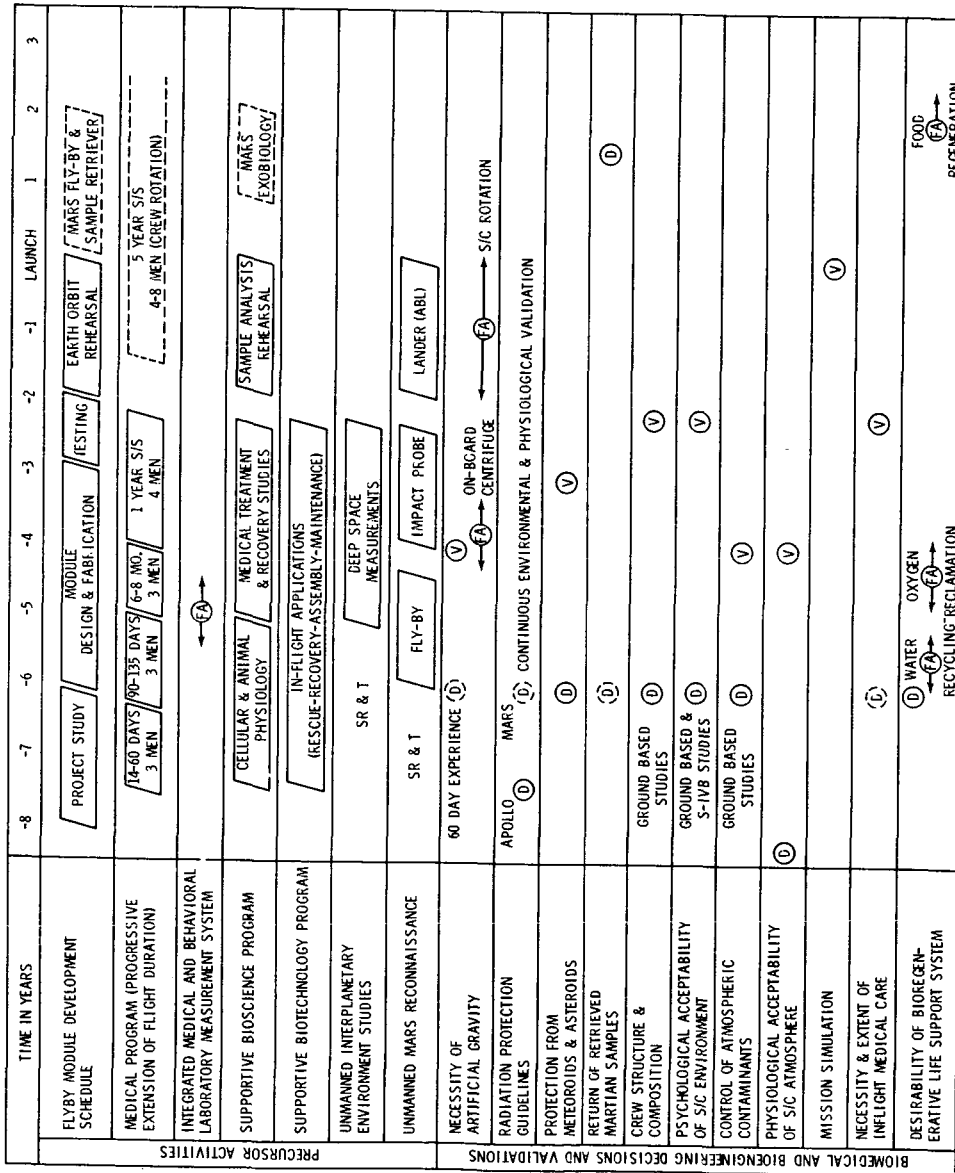 TIME IN YEARS
-8
-7
-6
-5
-4
-3
-2
-1
LAUNCH
1
2
3
PRECURSOR ACTIVITIES
FLYBY MODULE DEVELOPMENT
SCHEDULE
PROJECT STUDY
MODULE
DESIGN & FABRICATION
TESTING
EARTH ORBIT
REHEARSAL
MARS FLY-BY &
SAMPLE RETRIEVER
MEDICAL PROGRAM (PROGRESSIVE
EXTENSION OF FLIGHT DURATION)
14-60 DAYS
3 MEN
90-135 DAYS
3 MEN
6-8 MO.
3 MEN
1 YEAR S/S
4 MEN
5 YEAR S/S
4-8 MEN (CREW ROTATION)
INTEGRATED MEDICAL AND BEHAVIORAL
LABORATORY MEASUREMENT SYSTEM
FA
SUPPORTIVE BIOSCIENCE PROGRAM
CELLULAR & ANIMAL
PHYSIOLOGY
MEDICAL TREATMENT
& RECOVERY STUDIES
SAMPLE ANALYSIS
REHEARSAL
MARS
EXOBIOLOGY
SUPPORTIVE BIOTECHNOLOGY PROGRAM
IN-FLIGHT APPLICATIONS
(RESCUE-RECOVERY-ASSEMBLY-MAINTENANCE)
UNMANNED INTERPLANETARY
ENVIRONMENT STUDIES
SR & T
DEEP SPACE
MEASUREMENTS
UNMANNED MARS RECONNAISSANCE
SR & T
FLY-BY
IMPACT PROBE
LANDER (ABL)
BIOMEDICAL AND BIOENGINEERING DECISIONS AND VALIDATIONS
NECESSITY OF
ARTIFICIAL GRAVITY
60 DAY EXPERIENCE D
V
FA
ON-BOARD
CENTRIFUGE
FA
S/C ROTATION
RADIATION PROTECTION
GUIDELINES
APOLLO
D
MARS
D
CONTINUOUS ENVIRONMENTAL & PHYSIOLOGICAL VALIDATION
PROTECTION FROM
METEOROIDS & ASTEROIDS
D
V
RETURN OF RETRIEVED
MARTIAN SAMPLES
D
D
CREW STRUCTURE &
COMPOSITION
GROUND BASED
STUDIES
D
V
PSYCHOLOGICAL ACCEPTABILITY
OF S/C ENVIRONMENT
GROUND BASED &
S-IVB STUDIES
D
V
CONTROL OF ATMOSPHERIC
CONTAMINANTS
GROUND BASED
STUDIES
D
V
PHYSIOLOGICAL ACCEPTABILITY
OF S/C ATMOSPHERE
D
V
MISSION SIMULATION
V
NECESSITY & EXTENT OF
INFLIGHT MEDICAL CARE
D
V
DESIRABILITY OF BIOREGEN-
ERATIVE LIFE SUPPORT SYSTEM
D
WATER
FA
OXYGEN
FA
RECYCLING-RECLAMATION
FOOD
FA
REGENERATION